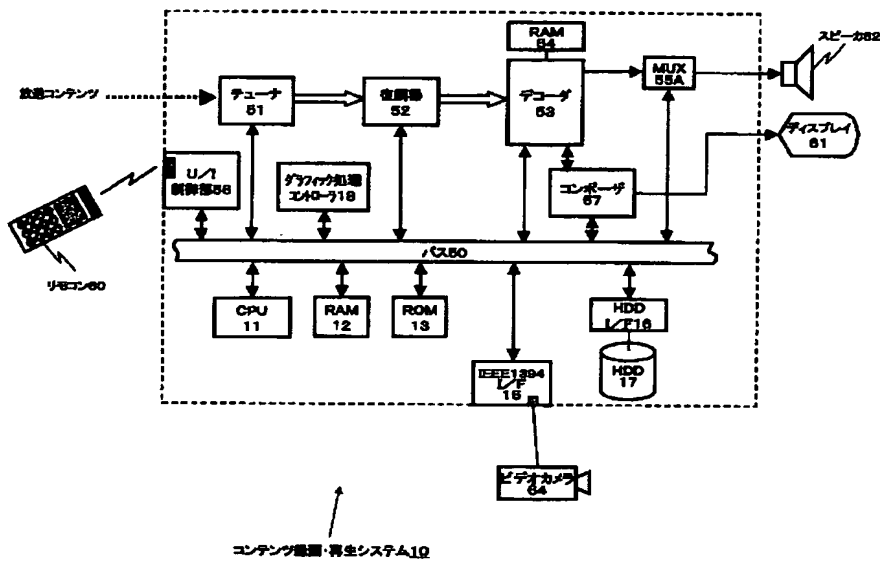 RAM
54
スピーカ62
MUX
55A
デコーダ
53
チューナ
51
復調器
52
放送コンテンツ
ディスプレイ
61
U/I
制御部56
グラフィック処理
コントローラ18
コンポーザ
57
バス50
リモコン60
CPU
11
RAM
12
ROM
13
HDD
I/F16
IEEE1394
I/F
15
HDD
17
ビデオカメラ
64
コンテンツ録画・再生システム10